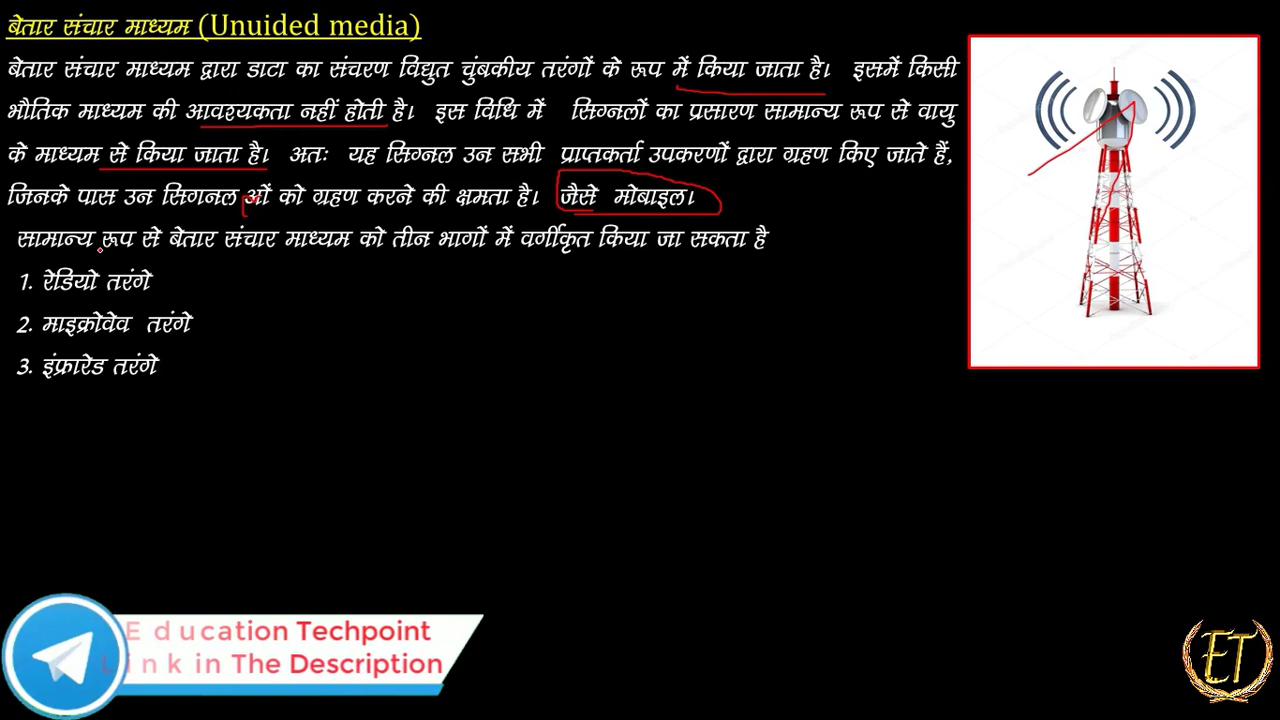 बेतार संचार माध्यम (Unuided media)
बेतार संचार माध्यम द्वारा डाटा का संचरण विद्युत चुंबकीय तरंगों के रूप में किया जाता है। इसमें किसी
भौतिक माध्यम की आवश्यकता नहीं होती है। इस विधि में सिग्नलों का प्रसारण सामान्य रूप से वायु
के माध्यम से किया जाता है। अतः यह सिग्नल उन सभी प्राप्तकर्ता उपकरणों द्वारा ग्रहण किए जाते हैं,
जिनके पास उन सिगनल ओं को ग्रहण करने की क्षमता है। जैसे मोबाइल।
सामान्य रूप से बेतार संचार माध्यम को तीन भागों में वर्गीकृत किया जा सकता है
1. रेडियो तरंगे
2. माइक्रोवेव तरंगे
3. इंफ्रारेड तरंगे
Education Techpoint
Link in The Description
ET